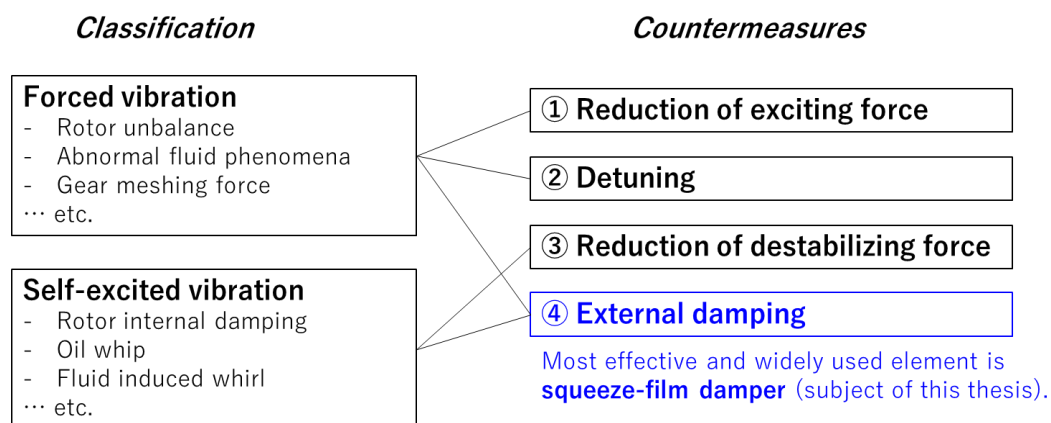 Classification
Countermeasures
Forced vibration
- Rotor unbalance
- Abnormal fluid phenomena
- Gear meshing force
… etc.
Self-excited vibration
- Rotor internal damping
- Oil whip
- Fluid induced whirl
… etc.
① Reduction of exciting force
② Detuning
③ Reduction of destabilizing force
④ External damping
Most effective and widely used element is
squeeze-film damper (subject of this thesis).